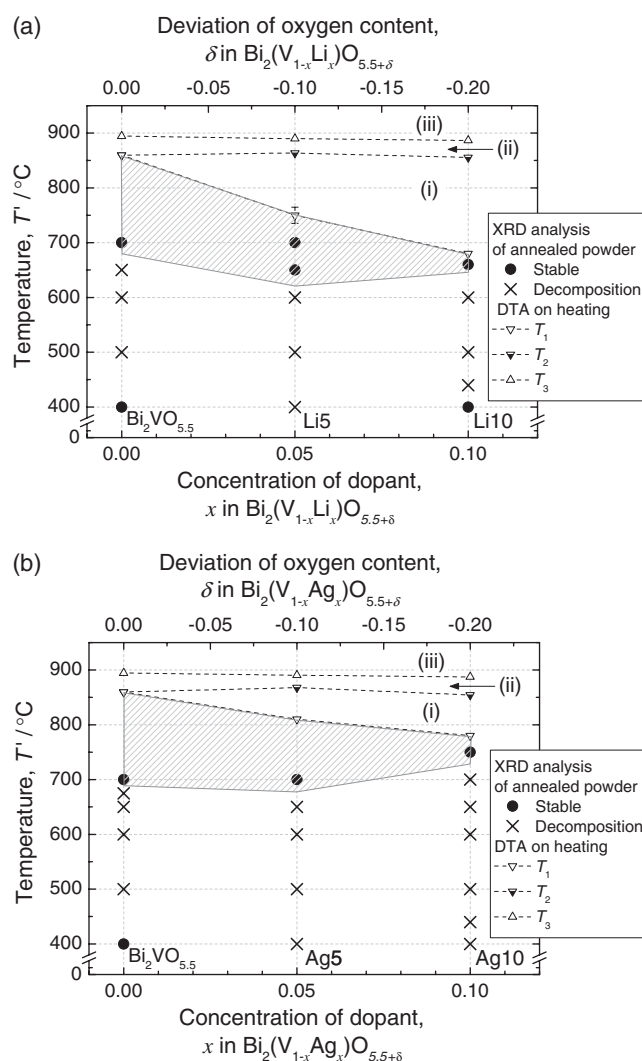 (a)
Deviation of oxygen content,
δ in Bi₂(V₁₋ₓLiₓ)O₅.₅₊δ
0.00 -0.05 -0.10 -0.15 -0.20
Temperature, T' / °C
900
800
700
600
500
400
0
(iii)
(ii)
(i)
XRD analysis
of annealed powder
Stable
Decomposition
DTA on heating
T₁
T₂
T₃
Bi₂VO₅.₅ Li5 Li10
0.00 0.05 0.10
Concentration of dopant,
x in Bi₂(V₁₋ₓLiₓ)O₅.₅₊δ
(b)
Deviation of oxygen content,
δ in Bi₂(V₁₋ₓAgₓ)O₅.₅₊δ
0.00 -0.05 -0.10 -0.15 -0.20
Temperature, T' / °C
900
800
700
600
500
400
0
(iii)
(ii)
(i)
XRD analysis
of annealed powder
Stable
Decomposition
DTA on heating
T₁
T₂
T₃
Bi₂VO₅.₅ Ag5 Ag10
0.00 0.05 0.10
Concentration of dopant,
x in Bi₂(V₁₋ₓAgₓ)O₅.₅₊δ